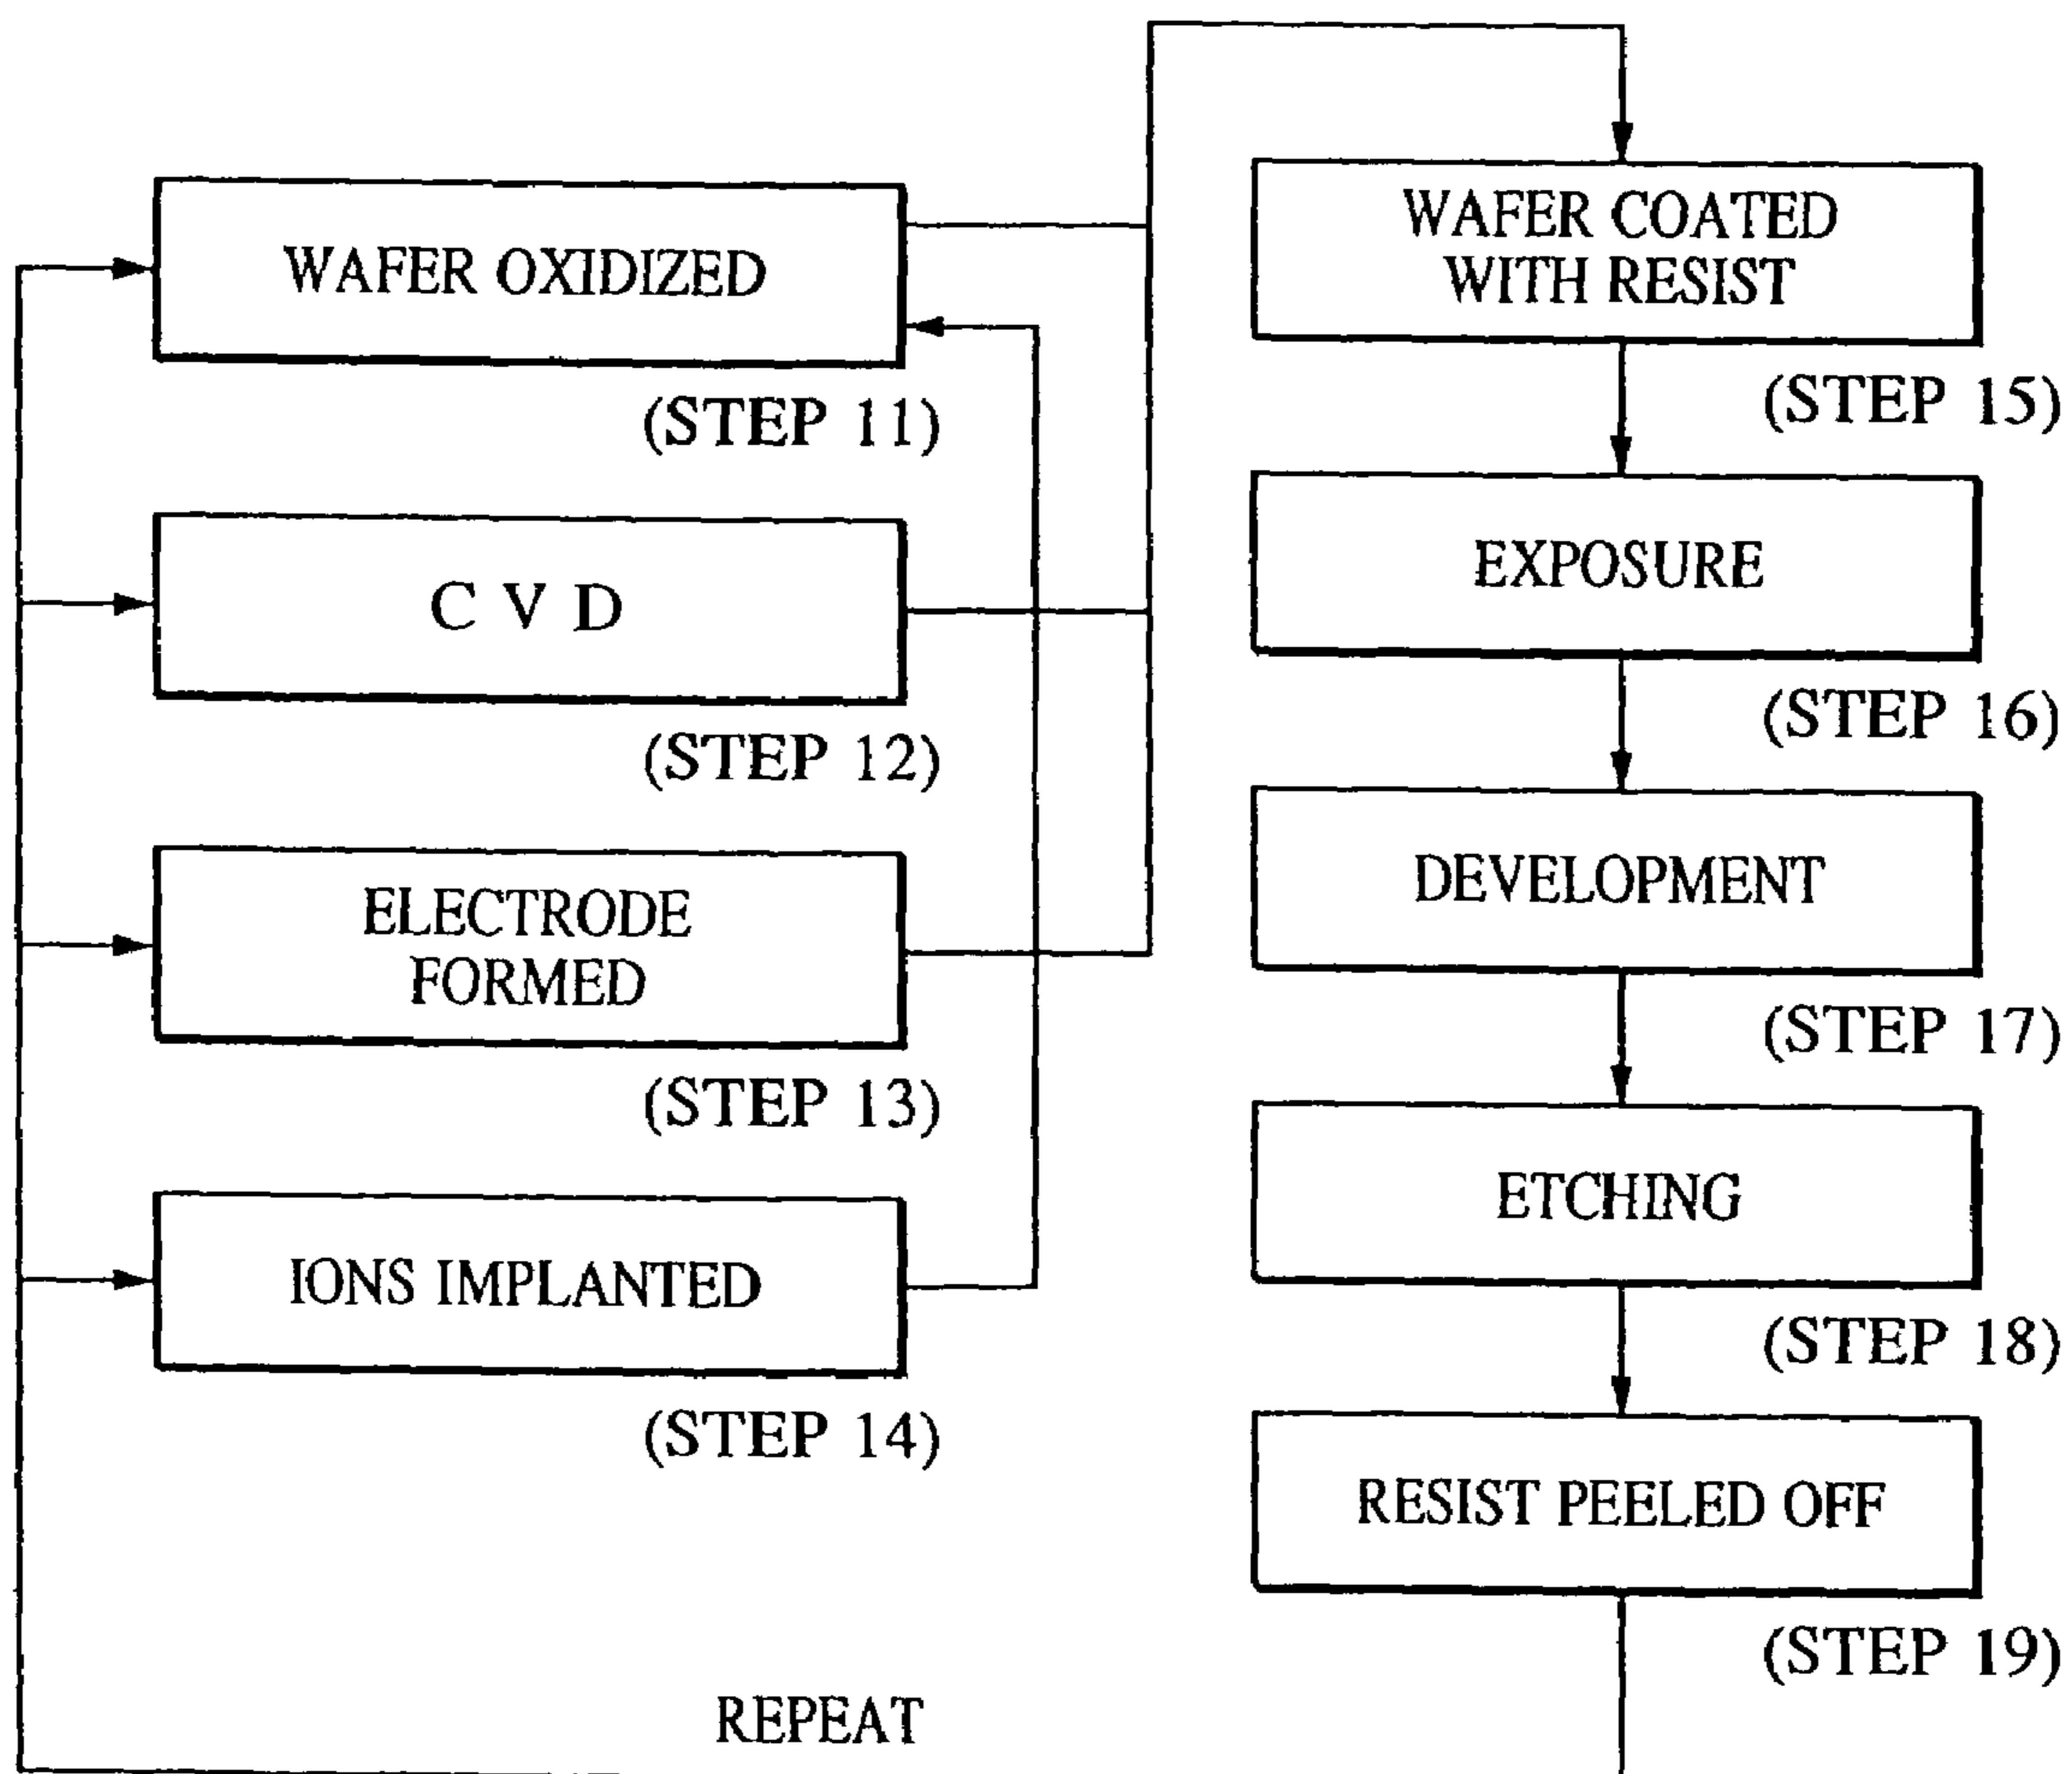 WAFER OXIDIZED
(STEP 11)
C V D
(STEP 12)
ELECTRODE
FORMED
(STEP 13)
IONS IMPLANTED
(STEP 14)
WAFER COATED
WITH RESIST
(STEP 15)
EXPOSURE
(STEP 16)
DEVELOPMENT
(STEP 17)
ETCHING
(STEP 18)
RESIST PEELED OFF
(STEP 19)
REPEAT